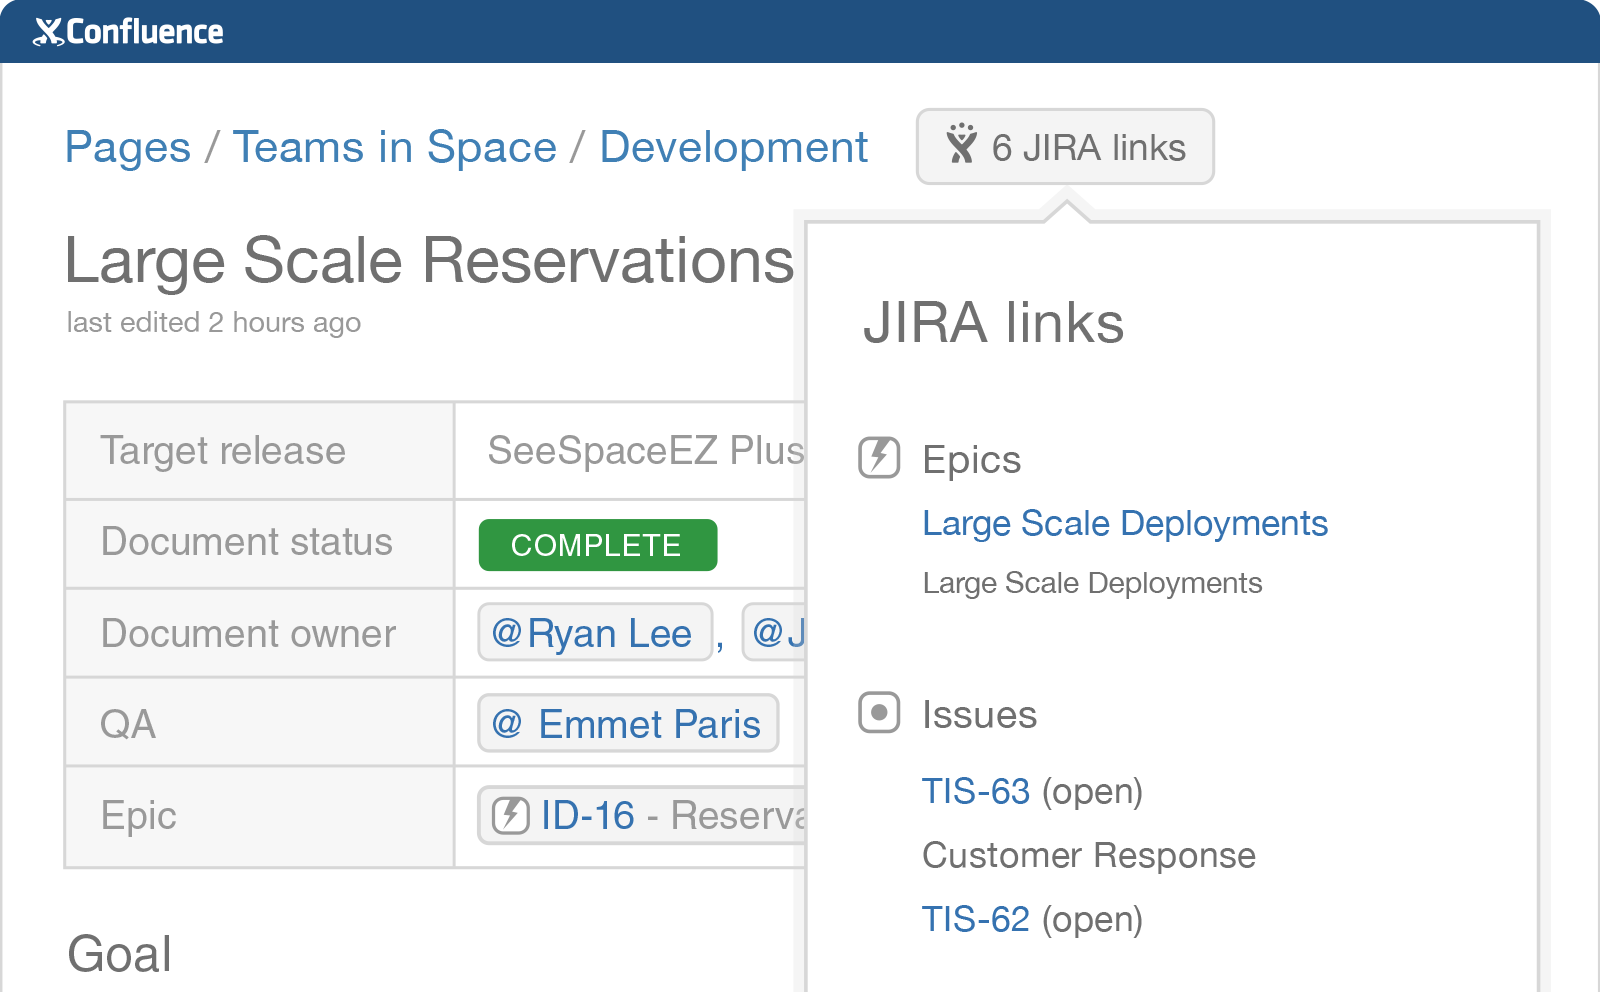 Confluence
Pages / Teams in Space / Development
6 JIRA links
Large Scale Reservations
last edited 2 hours ago
Target release SeeSpaceEZ Plus
Document status COMPLETE
Document owner @Ryan Lee , @J
QA @ Emmet Paris
Epic ID-16 - Reserva
Goal
JIRA links
Epics
Large Scale Deployments
Large Scale Deployments
Issues
TIS-63 (open)
Customer Response
TIS-62 (open)